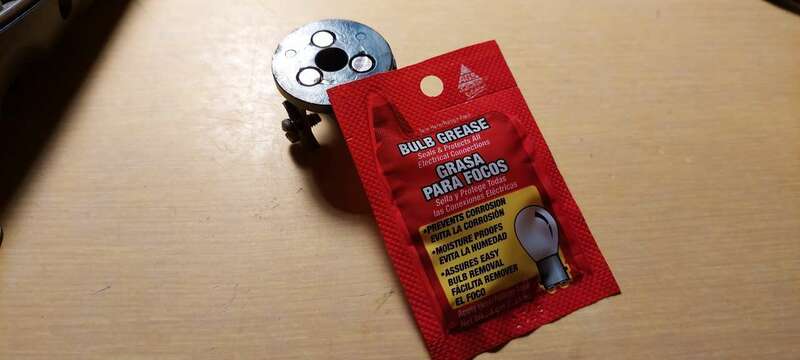 BULB GREASE
Seals & Protects All
Electrical Connections
GRASA
PARA FOCOS
Sella y Protege Todas
las Conexiones Eléctricas
•PREVENTS CORROSION
EVITA LA CORROSIÓN
•MOISTURE PROOFS
EVITA LA HUMEDAD
•ASSURES EASY
BULB REMOVAL
FÁCILITA REMOVER
EL FOCO